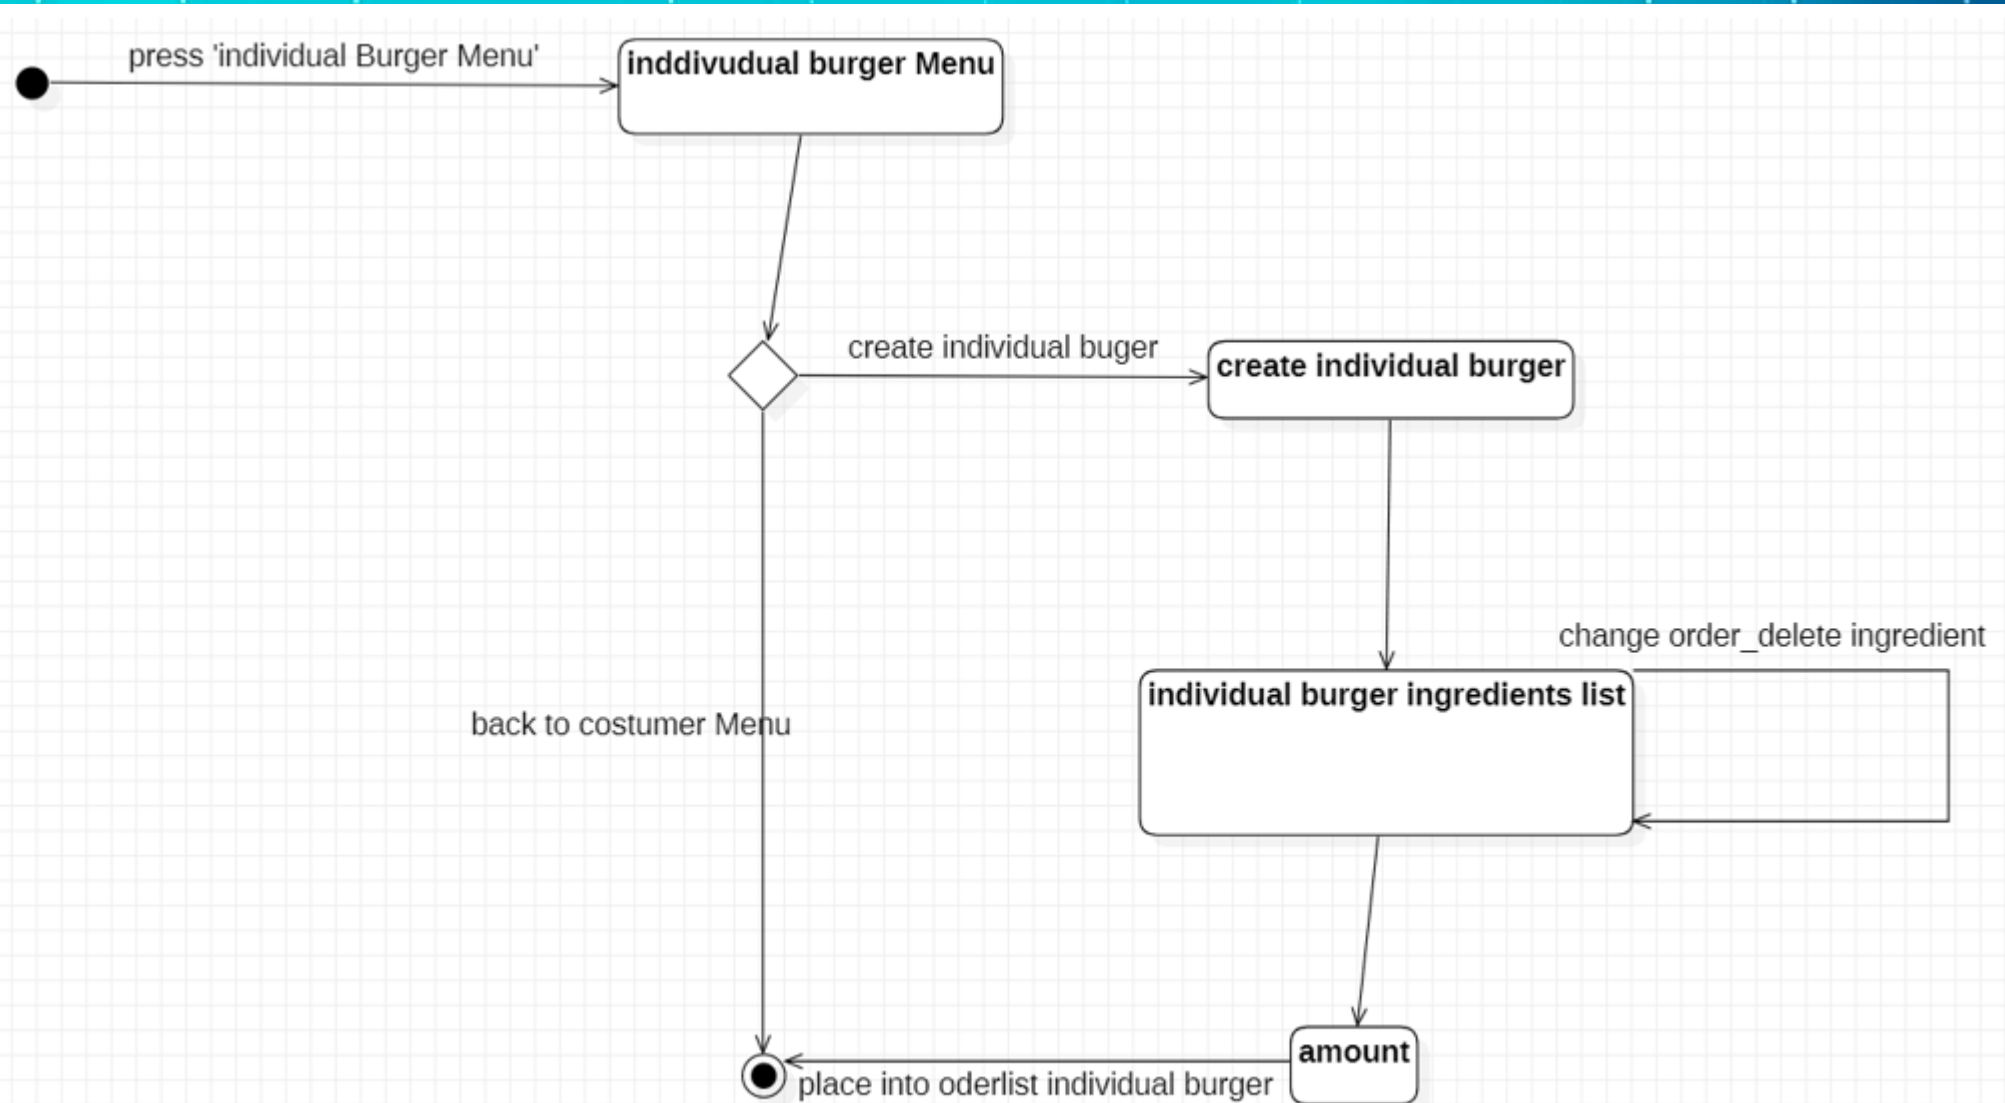 press 'individual Burger Menu'
inddivudual burger Menu
create individual buger
create individual burger
change order_delete ingredient
individual burger ingredients list
back to costumer Menu
amount
place into oderlist individual burger